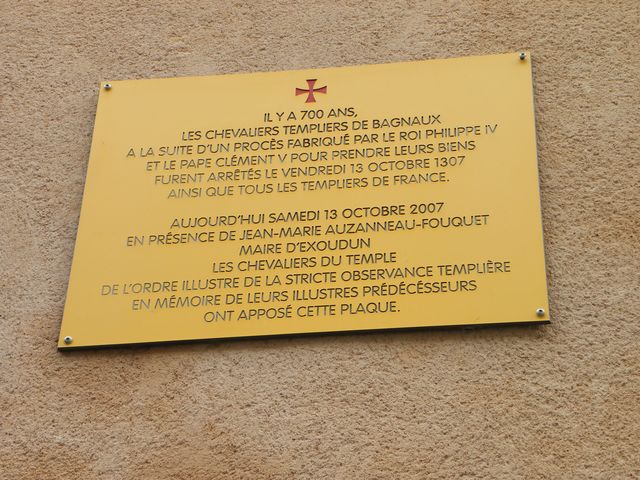 IL Y A 700 ANS,
LES CHEVALIERS TEMPLIERS DE BAGNAUX
A LA SUITE D'UN PROCÈS FABRIQUÉ PAR LE ROI PHILIPPE IV
ET LE PAPE CLÉMENT V POUR PRENDRE LEURS BIENS
FURENT ARRÊTÉS LE VENDREDI 13 OCTOBRE 1307
AINSI QUE TOUS LES TEMPLIERS DE FRANCE.
AUJOURD'HUI SAMEDI 13 OCTOBRE 2007
EN PRÉSENCE DE JEAN-MARIE AUZANNEAU-FOUQUET
MAIRE D'EXOUDUN
LES CHEVALIERS DU TEMPLE
DE L'ORDRE ILLUSTRE DE LA STRICTE OBSERVANCE TEMPLIÈRE
EN MÉMOIRE DE LEURS ILLUSTRES PRÉDÉCÉSSEURS
ONT APPOSÉ CETTE PLAQUE.